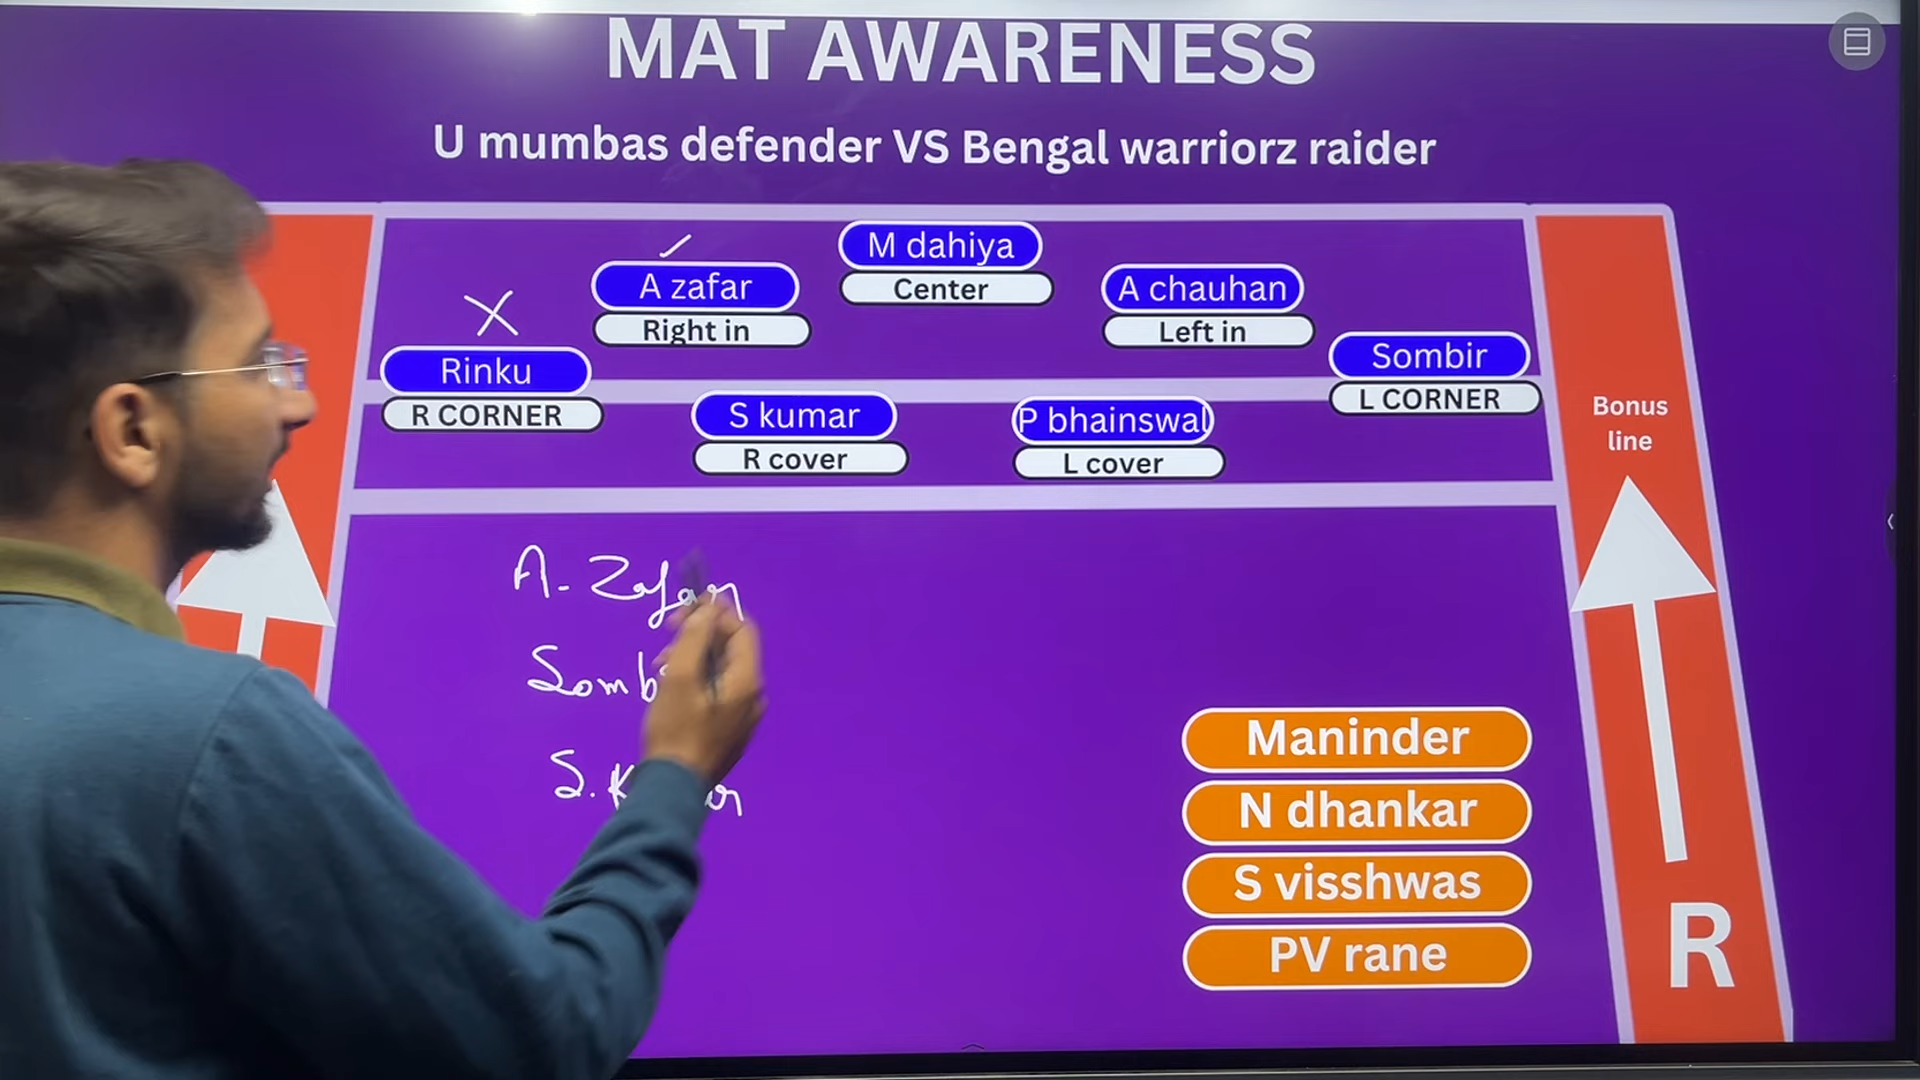 MAT AWARENESS
U mumbas defender VS Bengal warriorz raider
M dahiya
Center
A zafar
Right in
A chauhan
Left in
Rinku
R CORNER
Sombir
L CORNER
S kumar
R cover
P bhainswal
L cover
Bonus
line
A. Zafar
Maninder
N dhankar
S visshwas
PV rane
R